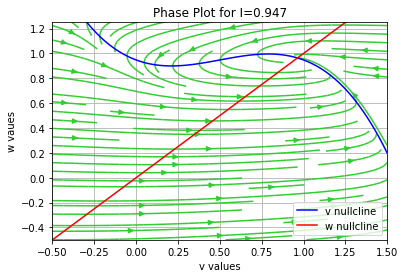 Phase Plot for I=0.947
w values
1.2
1.0
0.8
0.6
0.4
0.2
0.0
−0.2
−0.4
v nullcline
w nullcline
−0.50 −0.25 0.00 0.25 0.50 0.75 1.00 1.25 1.50
v values